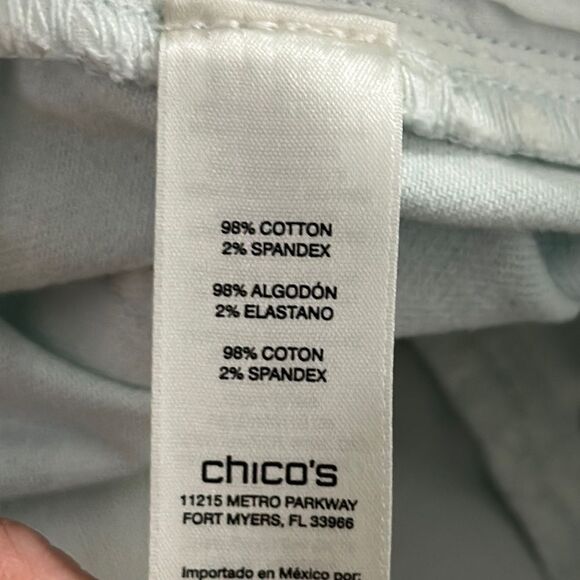 98% COTTON
2% SPANDEX
98% ALGODÓN
2% ELASTANO
98% COTON
2% SPANDEX
chico's
11215 METRO PARKWAY
FORT MYERS, FL 33966
Importado en México por: